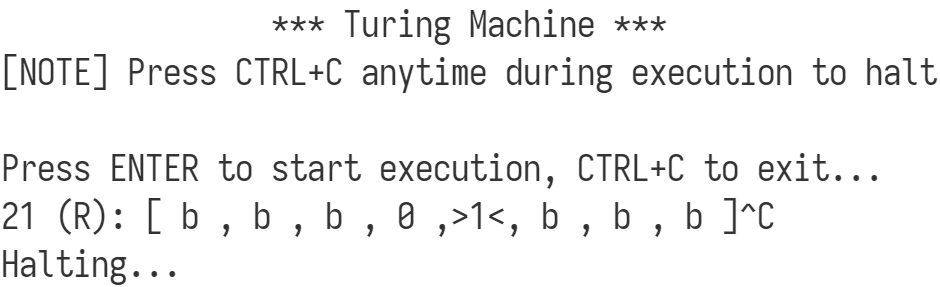 *** Turing Machine ***
[NOTE] Press CTRL+C anytime during execution to halt
Press ENTER to start execution, CTRL+C to exit...
21 (R): [ b , b , b , 0 ,>1<, b , b , b ]^C
Halting...